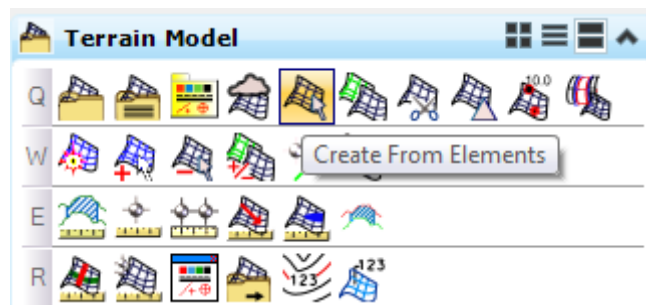 Terrain Model
Q
10.0
W
Create From Elements
E
R
123
123